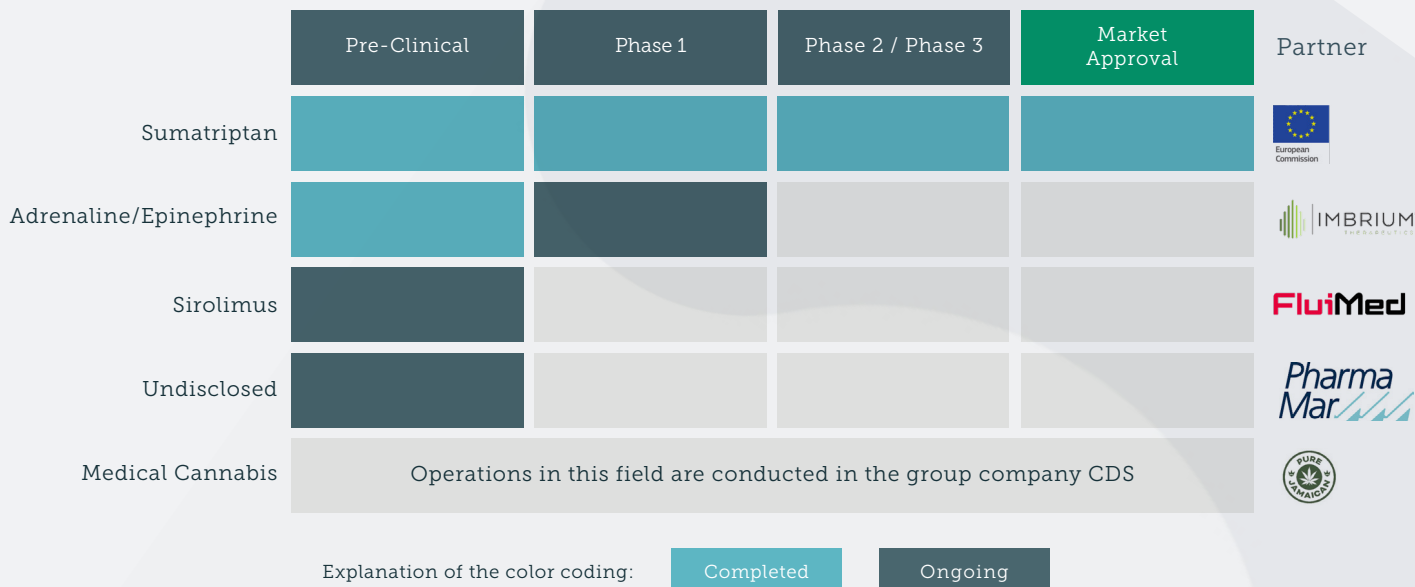 Pre-Clinical
Phase 1
Phase 2 / Phase 3
Market
Approval
Partner
Sumatriptan
European
Commission
Adrenaline/Epinephrine
IMBRIUM
THERAPEUTICS
Sirolimus
FluiMed
Undisclosed
Pharma
Mar
Medical Cannabis
Operations in this field are conducted in the group company CDS
PURE
JAMAICAN
Explanation of the color coding:
Completed
Ongoing